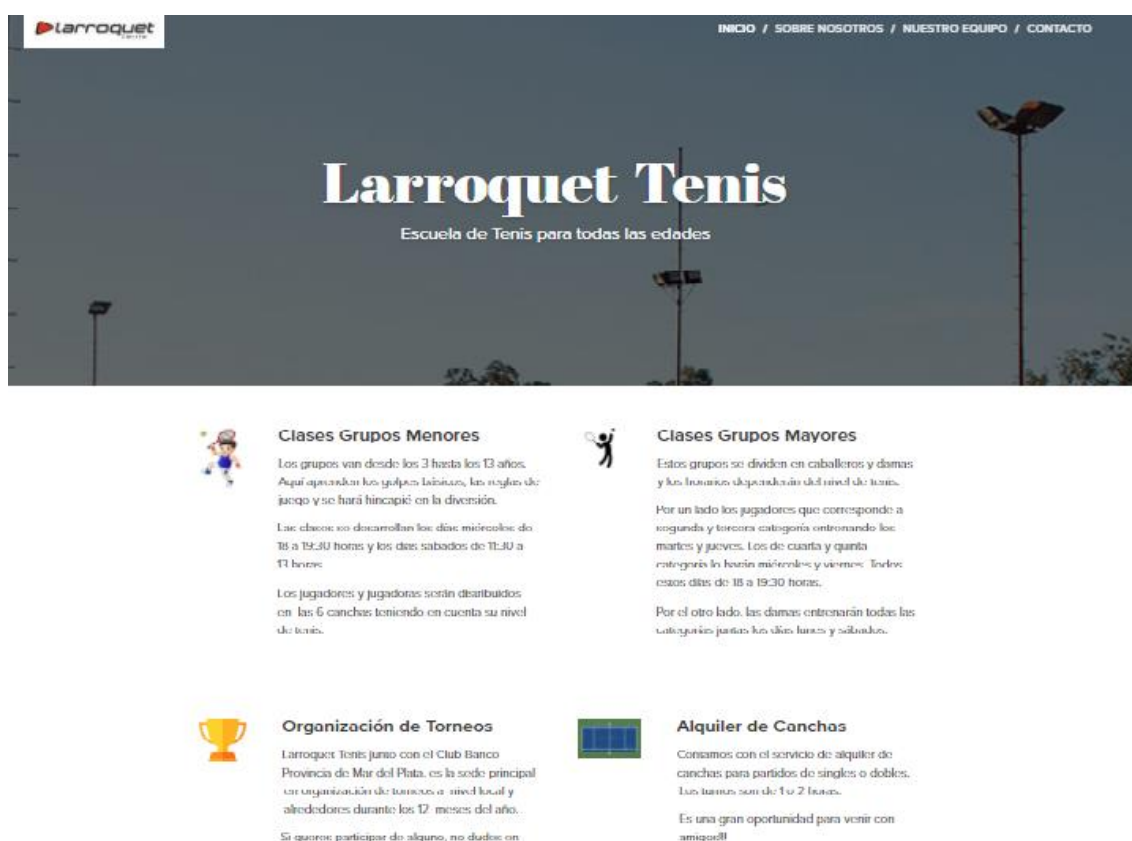 Larroquet
INICIO / SOBRE NOSOTROS / NUESTRO EQUIPO / CONTACTO
Larroquet Tenis
Escuela de Tenis para todas las edades
Clases Grupos Menores
Los grupos van desde los 3 hasta los 13 años.
Aquí aprenden los golpes básicos, las reglas de
juego y se hará hincapié en la diversión.
Las clases se desarrollan los días miércoles de
18 a 19:30 horas y los días sábados de 11:30 a
13 horas
Los jugadores y jugadoras serán distribuidos
en las 6 canchas teniendo en cuenta su nivel
de tenis.
Clases Grupos Mayores
Estos grupos se dividen en caballeros y damas
y los horarios dependerán del nivel de tenis.
Por un lado los jugadores que corresponde a
segunda y tercera categoría entrenando los
martes y jueves. Los de cuarta y quinta
categoría lo harán miércoles y viernes. Todos
estos días de 18 a 19:30 horas.
Por el otro lado, las damas entrenarán todas las
categorías juntas los días lunes y sábados.
Organización de Torneos
Larroquet Tenis junto con el Club Banco
Provincia de Mar del Plata, es la sede principal
en organización de torneos a nivel local y
alrededores durante los 12 meses del año.
Si queres participar de alguno, no dudes en
Alquiler de Canchas
Contamos con el servicio de alquiler de
canchas para partidos de singles o dobles.
Los turnos son de 1 o 2 horas.
Es una gran oportunidad para venir con
amigos!!!